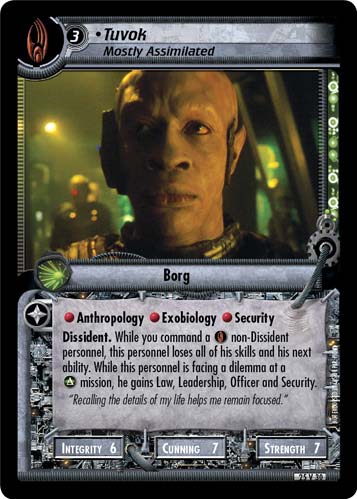 3 • Tuvok
Mostly Assimilated
Borg
• Anthropology • Exobiology • Security
Dissident. While you command a non-Dissident
personnel, this personnel loses all of his skills and his next
ability. While this personnel is facing a dilemma at a
mission, he gains Law, Leadership, Officer and Security.
"Recalling the details of my life helps me remain focused."
INTEGRITY 6 CUNNING 7 STRENGTH 7
25 V 38